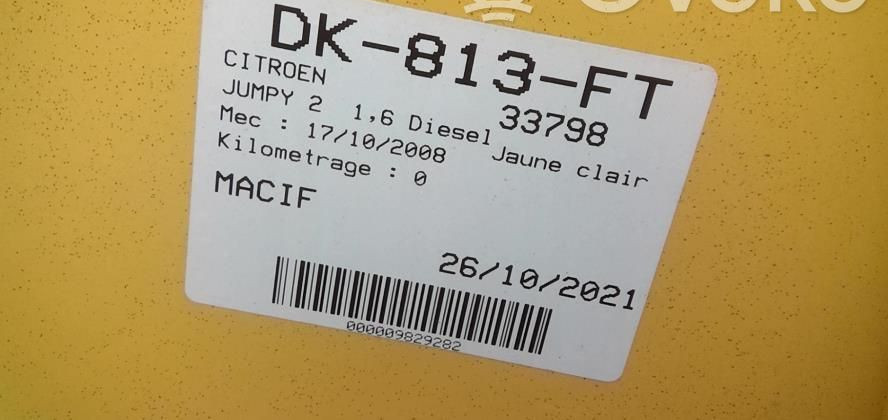 DK-813-FT
CITROEN
33798
JUMPY 2 1,6 Diesel Jaune clair
Mec : 17/10/2008
Kilometrage : 0
MACIF
26/10/2021
000009829282